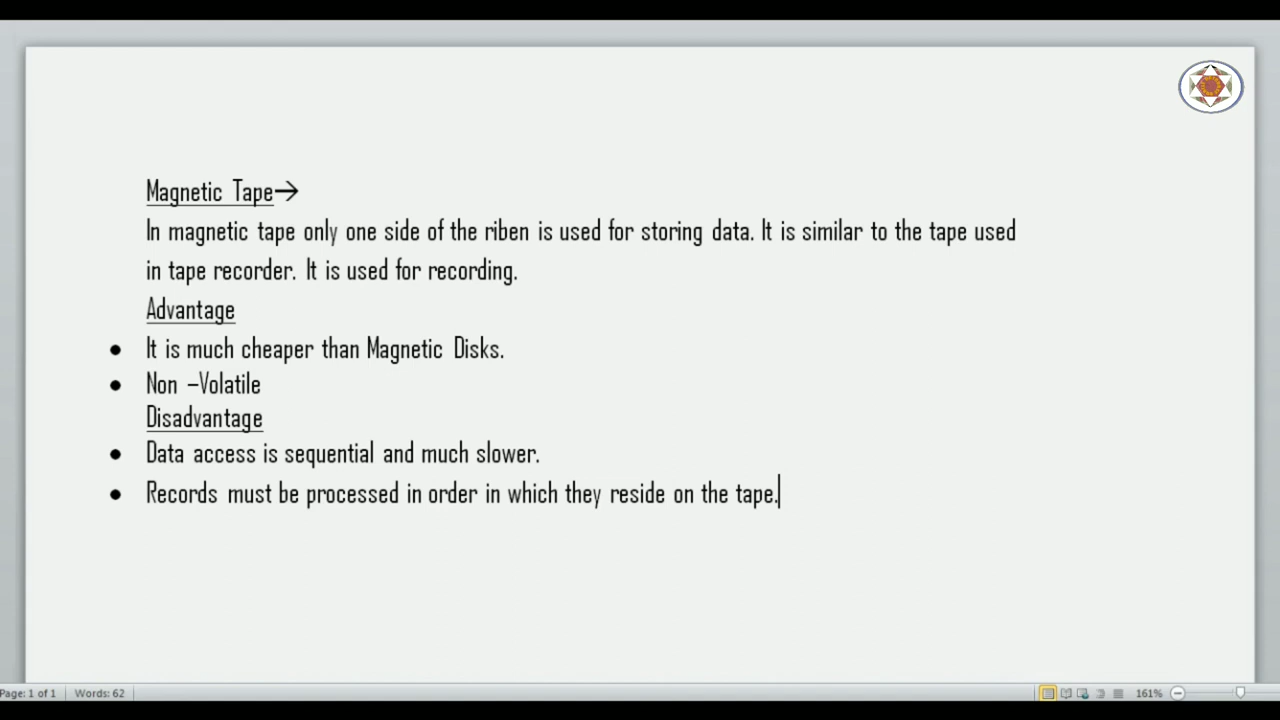 Magnetic Tape→
In magnetic tape only one side of the riben is used for storing data. It is similar to the tape used
in tape recorder. It is used for recording.
Advantage
● It is much cheaper than Magnetic Disks.
● Non –Volatile
Disadvantage
● Data access is sequential and much slower.
● Records must be processed in order in which they reside on the tape.
Page: 1 of 1 Words: 62 161%